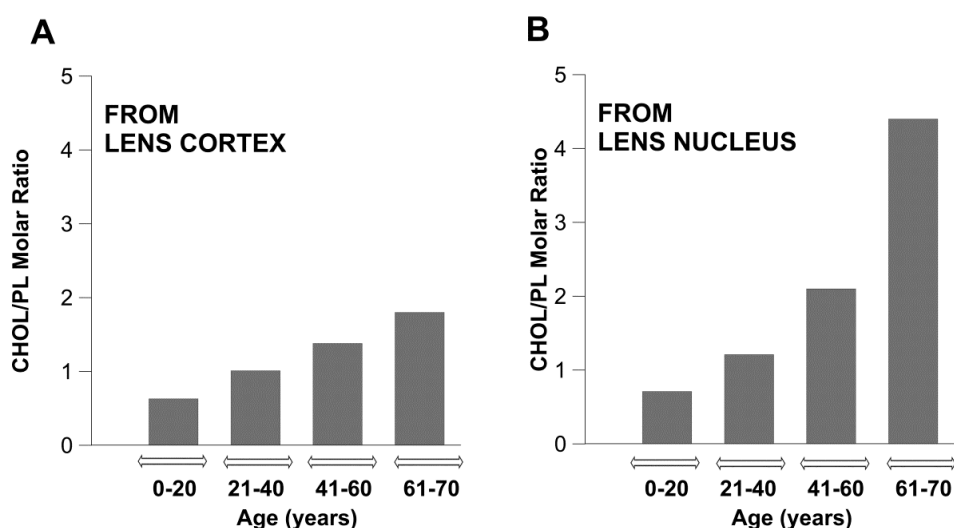 A
CHOL/PL Molar Ratio
5
4
3
2
1
0
FROM
LENS CORTEX
0-20 21-40 41-60 61-70
Age (years)
B
CHOL/PL Molar Ratio
5
4
3
2
1
0
FROM
LENS NUCLEUS
0-20 21-40 41-60 61-70
Age (years)